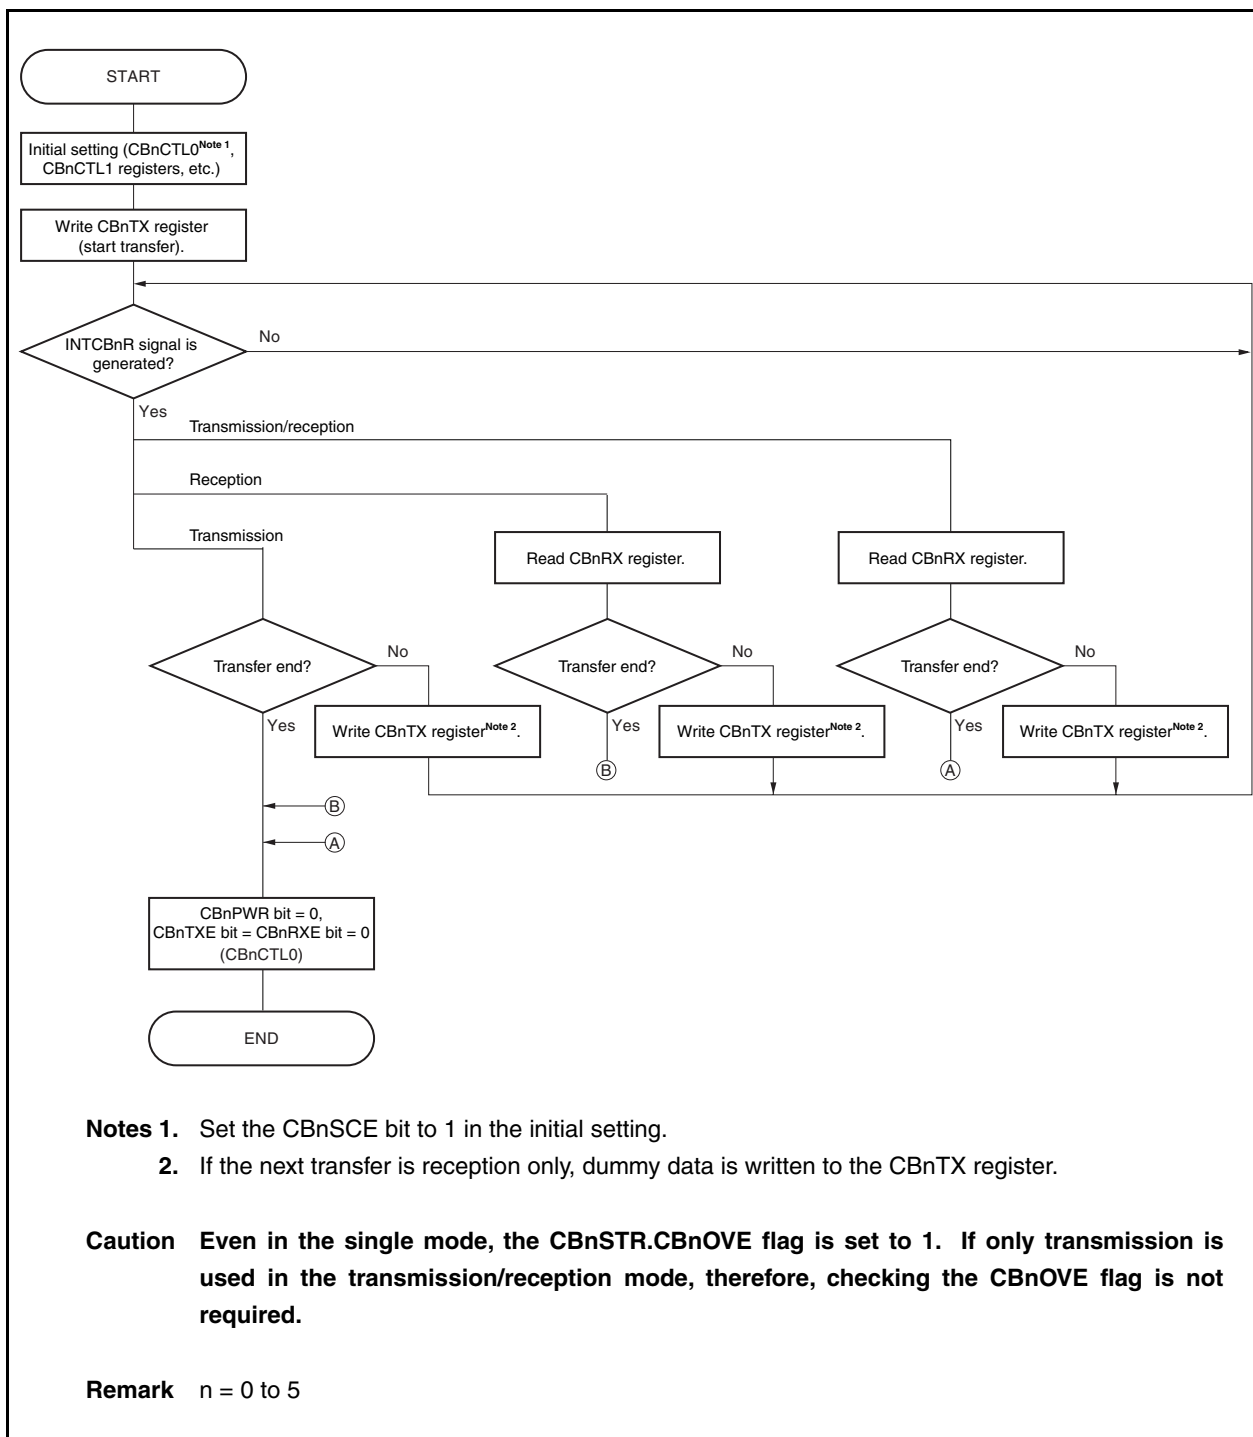 START
Initial setting (CBnCTL0Note 1,
CBnCTL1 registers, etc.)
Write CBnTX register
(start transfer).
INTCBnR signal is
generated?
No
Yes
Transmission/reception
Reception
Transmission
Read CBnRX register.
Read CBnRX register.
Transfer end?
No
Transfer end?
No
Transfer end?
No
Yes
Write CBnTX registerNote 2.
Yes
Write CBnTX registerNote 2.
Yes
Write CBnTX registerNote 2.
B
A
B
A
CBnPWR bit = 0,
CBnTXE bit = CBnRXE bit = 0
(CBnCTL0)
END
Notes 1. Set the CBnSCE bit to 1 in the initial setting.
2. If the next transfer is reception only, dummy data is written to the CBnTX register.
Caution Even in the single mode, the CBnSTR.CBnOVE flag is set to 1. If only transmission is
used in the transmission/reception mode, therefore, checking the CBnOVE flag is not
required.
Remark n = 0 to 5